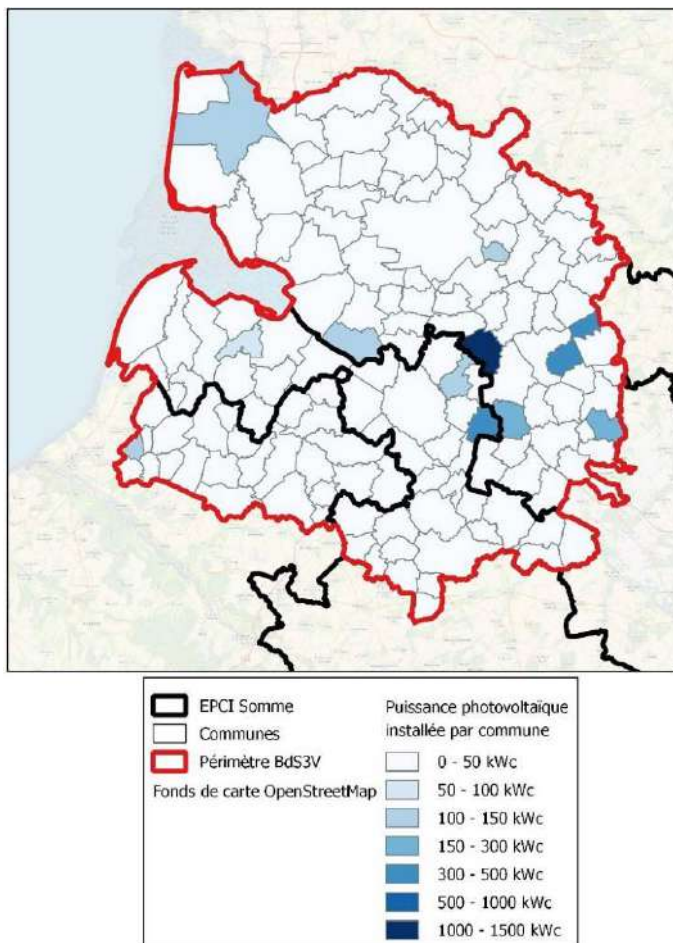 EPCI Somme
Communes
Périmètre BdS3V
Fonds de carte OpenStreetMap
Puissance photovoltaïque
installée par commune
0 - 50 kWc
50 - 100 kWc
100 - 150 kWc
150 - 300 kWc
300 - 500 kWc
500 - 1000 kWc
1000 - 1500 kWc